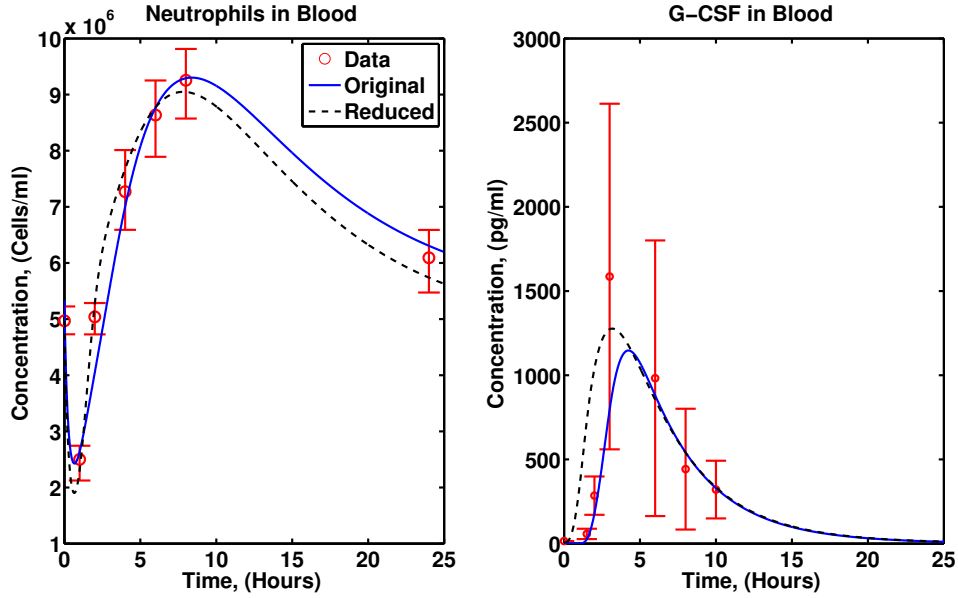 Neutrophils in Blood
x 10^6
10
9
8
7
6
5
4
3
2
1
0 5 10 15 20 25
Concentration, (Cells/ml)
Time, (Hours)
Data
Original
Reduced
G−CSF in Blood
3000
2500
2000
1500
1000
500
0
0 5 10 15 20 25
Concentration, (pg/ml)
Time, (Hours)